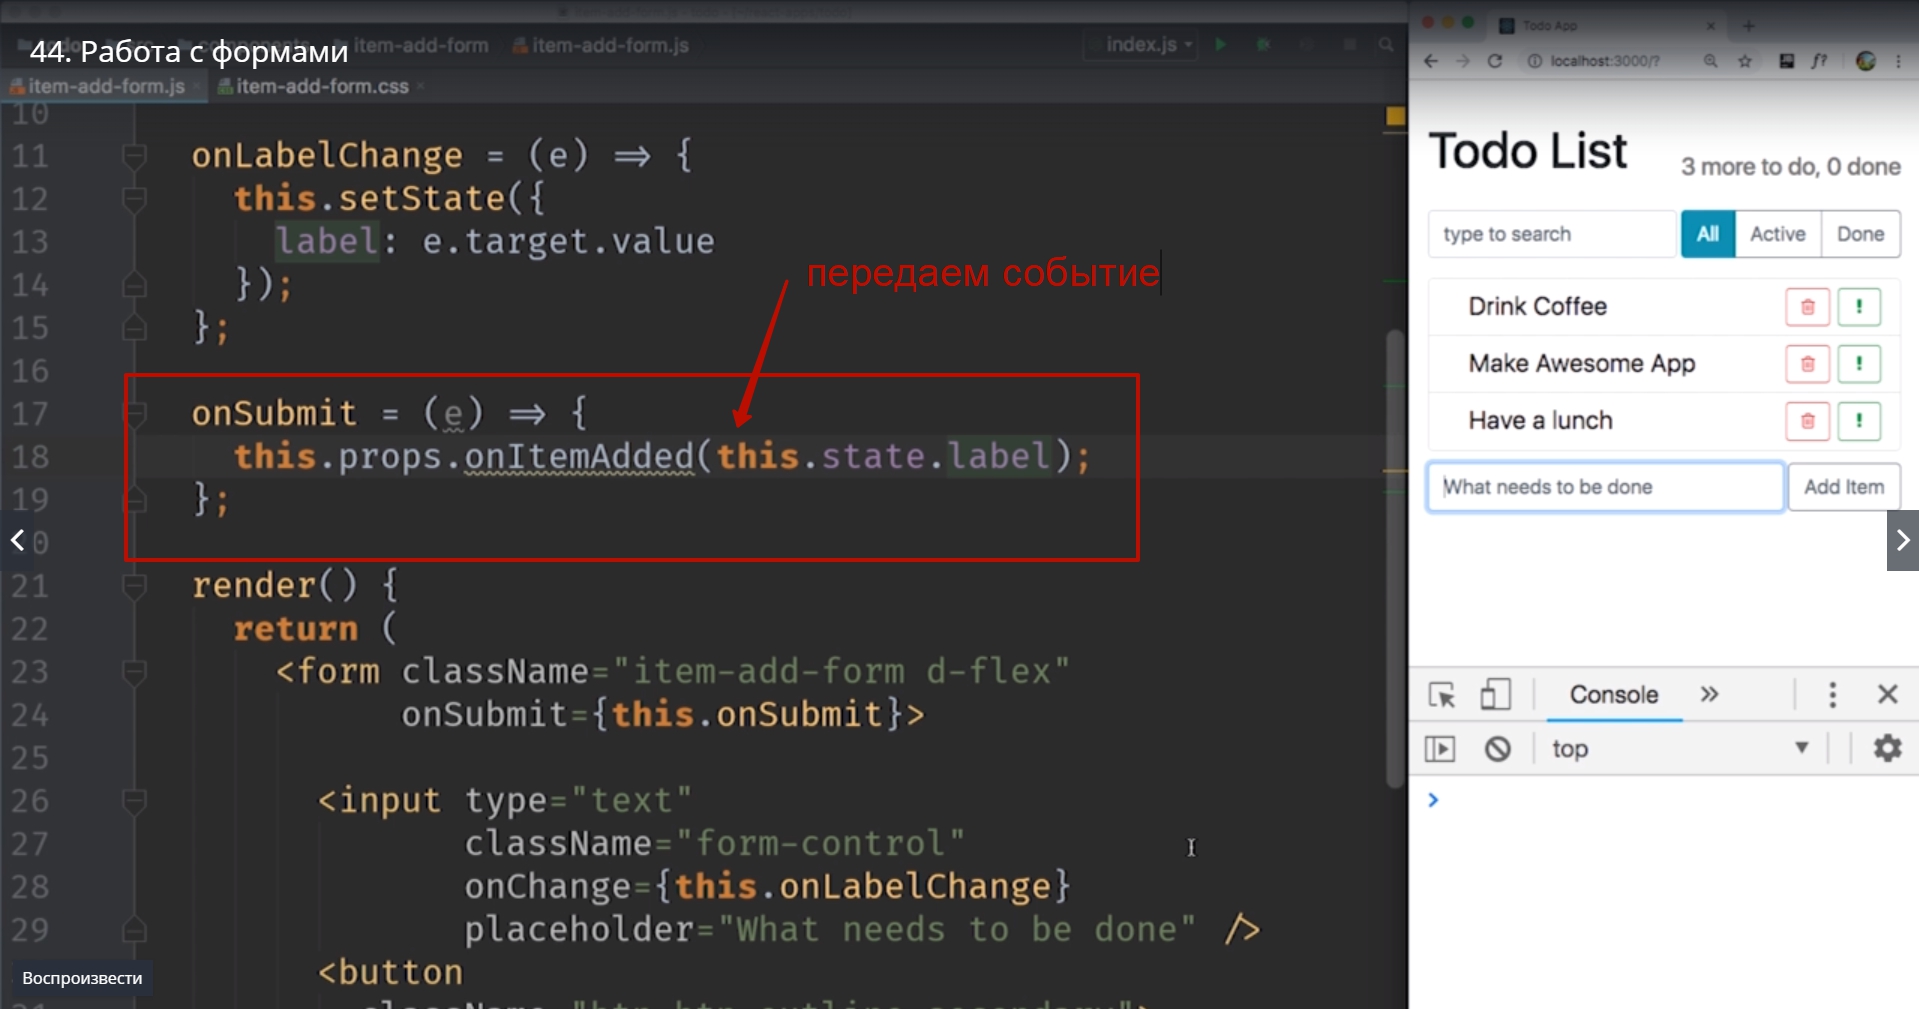 44. Работа с формами
item-add-form
item-add-form.js
index.js
item-add-form.js
item-add-form.css
10
11 onLabelChange = (e) ⇒ {
12 this.setState({
13 label: e.target.value
14 });
15 };
16
17 onSubmit = (e) ⇒ {
18 this.props.onItemAdded(this.state.label);
19 };
0
21 render() {
22 return (
23 <form className="item-add-form d-flex"
24 onSubmit={this.onSubmit}>
25
26 <input type="text"
27 className="form-control"
28 onChange={this.onLabelChange}
29 placeholder="What needs to be done" />
<button
передаем событие
Воспроизвести
Todo App
localhost:3000/?
f?
Todo List
3 more to do, 0 done
type to search
All
Active
Done
Drink Coffee
Make Awesome App
Have a lunch
What needs to be done
Add Item
Console
top